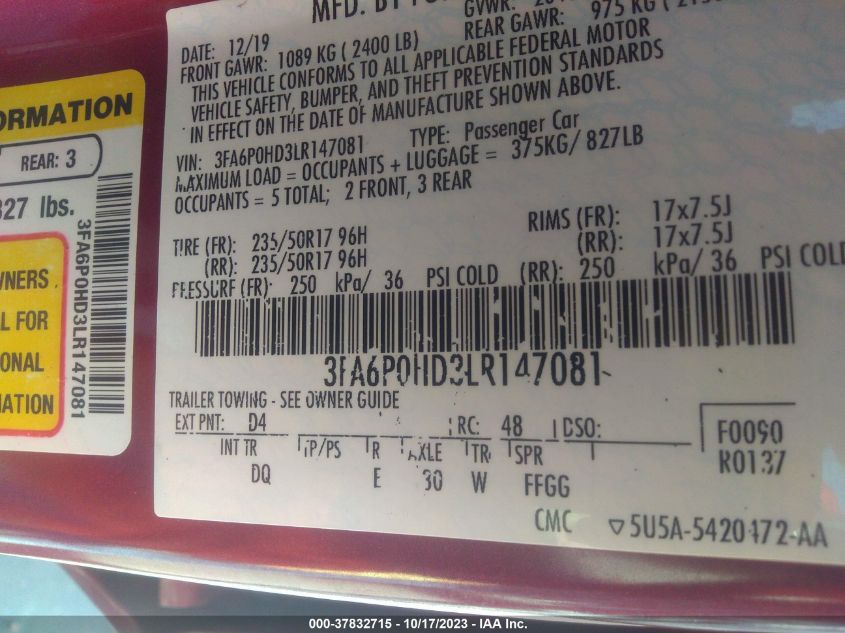 MFD. BY
GVWR:
DATE: 12/19
REAR GAWR: 975 KG
FRONT GAWR: 1089 KG ( 2400 LB)
THIS VEHICLE CONFORMS TO ALL APPLICABLE FEDERAL MOTOR
VEHICLE SAFETY, BUMPER, AND THEFT PREVENTION STANDARDS
IN EFFECT ON THE DATE OF MANUFACTURE SHOWN ABOVE.
VIN: 3FA6P0HD3LR147081 TYPE: Passenger Car
MAXIMUM LOAD = OCCUPANTS + LUGGAGE = 375KG/ 827LB
OCCUPANTS = 5 TOTAL; 2 FRONT, 3 REAR
TIRE (FR): 235/50R17 96H RIMS (FR): 17x7.5J
(RR): 235/50R17 96H (RR): 17x7.5J
PRESSURE (FR): 250 kPa/ 36 PSI COLD (RR): 250 kPa/ 36 PSI COLD
3FA6P0HD3LR147081
TRAILER TOWING - SEE OWNER GUIDE
EXT PNT: D4 RC: 48 DSO:
INT TR TP/PS R AXLE TR SPR
DQ E 30 W FFGG
F0090
R0137
CMC 5U5A-5420472-AA
REAR: 3
827 lbs.
3FA6P0HD3LR147081
FOR
000-37832715 - 10/17/2023 - IAA Inc.